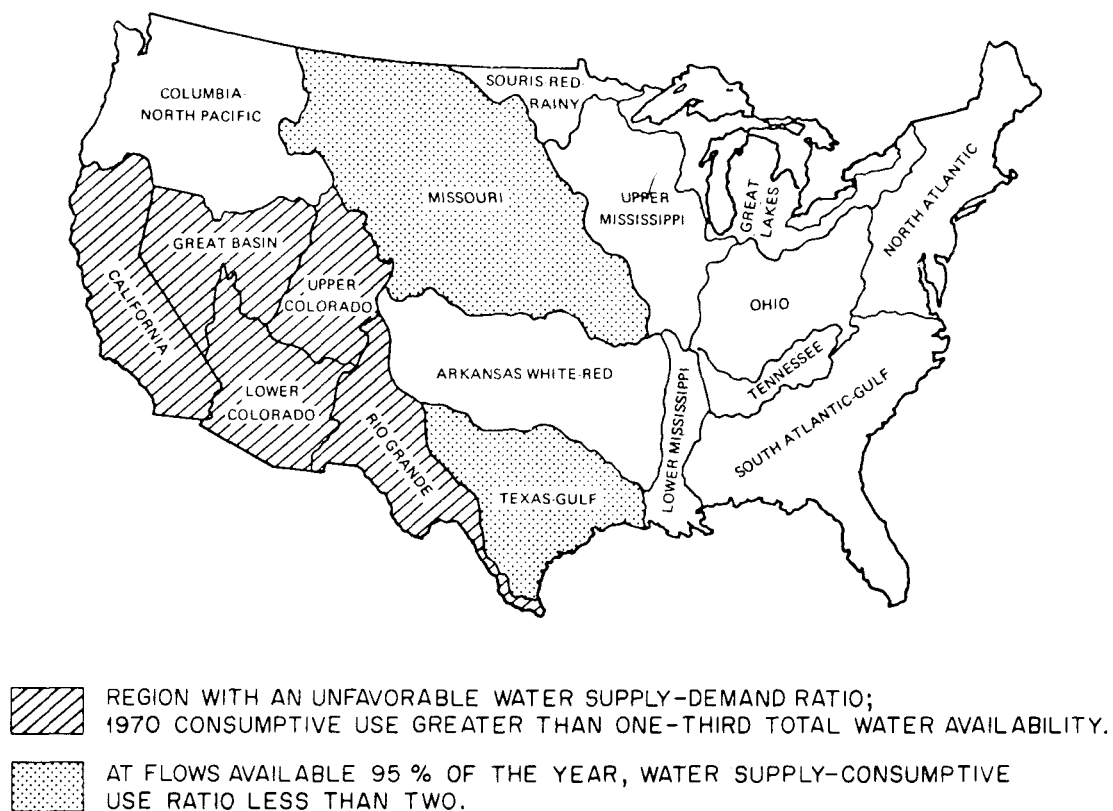 COLUMBIA-
NORTH PACIFIC
SOURIS RED-
RAINY
MISSOURI
UPPER
MISSISSIPPI
GREAT
LAKES
NORTH ATLANTIC
GREAT BASIN
CALIFORNIA
UPPER
COLORADO
OHIO
TENNESSEE
LOWER
COLORADO
RIO GRANDE
ARKANSAS WHITE-RED
LOWER MISSISSIPPI
SOUTH ATLANTIC-GULF
TEXAS-GULF
REGION WITH AN UNFAVORABLE WATER SUPPLY-DEMAND RATIO;
1970 CONSUMPTIVE USE GREATER THAN ONE-THIRD TOTAL WATER AVAILABILITY.
AT FLOWS AVAILABLE 95 % OF THE YEAR, WATER SUPPLY-CONSUMPTIVE
USE RATIO LESS THAN TWO.